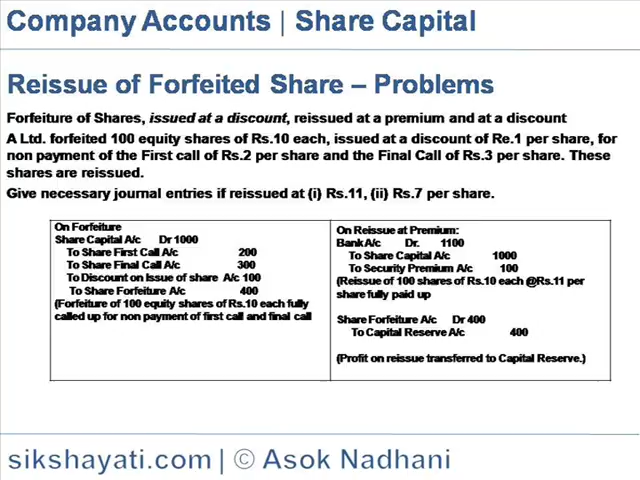 Company Accounts | Share Capital
Reissue of Forfeited Share – Problems
Forfeiture of Shares, issued at a discount, reissued at a premium and at a discount
A Ltd. forfeited 100 equity shares of Rs.10 each, issued at a discount of Re.1 per share, for
non payment of the First call of Rs.2 per share and the Final Call of Rs.3 per share. These
shares are reissued.
Give necessary journal entries if reissued at (i) Rs.11, (ii) Rs.7 per share.
On Forfeiture
Share Capital A/c Dr 1000
To Share First Call A/c 200
To Share Final Call A/c 300
To Discount on Issue of share A/c 100
To Share Forfeiture A/c 400
(Forfeiture of 100 equity shares of Rs.10 each fully
called up for non payment of first call and final call
On Reissue at Premium:
Bank A/c Dr. 1100
To Share Capital A/c 1000
To Security Premium A/c 100
(Reissue of 100 shares of Rs.10 each @Rs.11 per
share fully paid up
Share Forfeiture A/c Dr 400
To Capital Reserve A/c 400
(Profit on reissue transferred to Capital Reserve.)
sikshayati.com | © Asok Nadhani